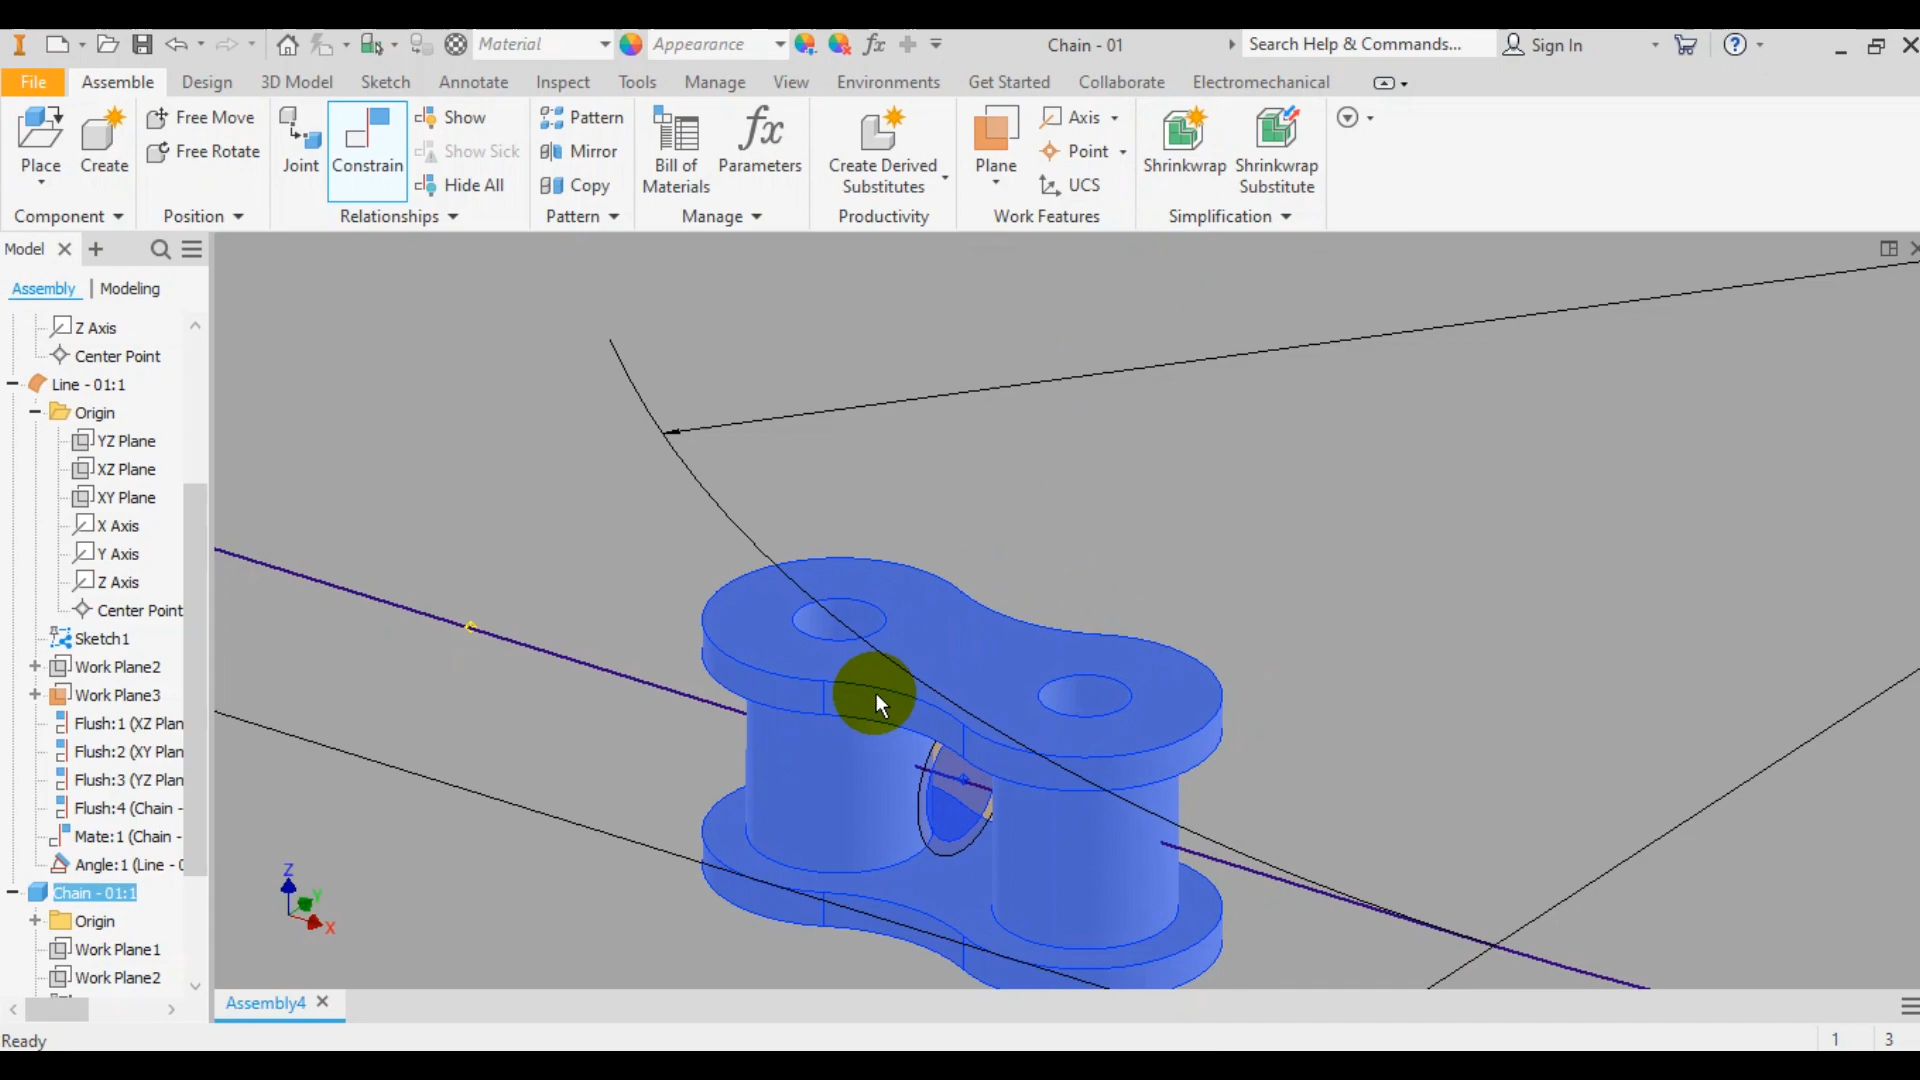 Material
Appearance
Chain - 01
Search Help & Commands...
Sign In
File
Assemble
Design
3D Model
Sketch
Annotate
Inspect
Tools
Manage
View
Environments
Get Started
Collaborate
Electromechanical
Place
Create
Free Move
Free Rotate
Joint
Constrain
Show
Show Sick
Hide All
Pattern
Mirror
Copy
Bill of
Materials
Parameters
Create Derived
Substitutes
Plane
Axis
Point
UCS
Shrinkwrap
Shrinkwrap
Substitute
Component
Position
Relationships
Pattern
Manage
Productivity
Work Features
Simplification
Model
Assembly | Modeling
Z Axis
Center Point
Line - 01:1
Origin
YZ Plane
XZ Plane
XY Plane
X Axis
Y Axis
Z Axis
Center Point
Sketch1
Work Plane2
Work Plane3
Flush:1 (XZ Plan
Flush:2 (XY Plan
Flush:3 (YZ Plan
Flush:4 (Chain -
Mate:1 (Chain -
Angle:1 (Line - 0
Chain - 01:1
Origin
Work Plane1
Work Plane2
Z
Y
X
Assembly4
Ready
1
3